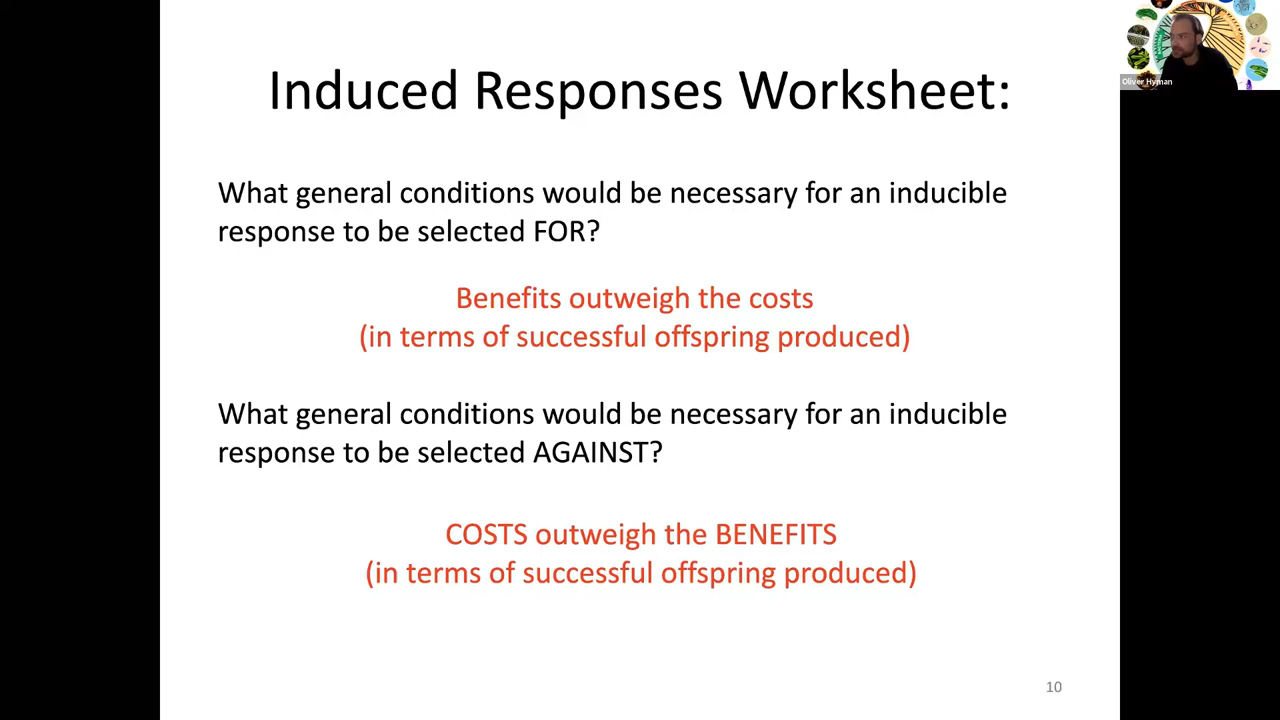 Oliver Hyman
Induced Responses Worksheet:
What general conditions would be necessary for an inducible
response to be selected FOR?
Benefits outweigh the costs
(in terms of successful offspring produced)
What general conditions would be necessary for an inducible
response to be selected AGAINST?
COSTS outweigh the BENEFITS
(in terms of successful offspring produced)
10